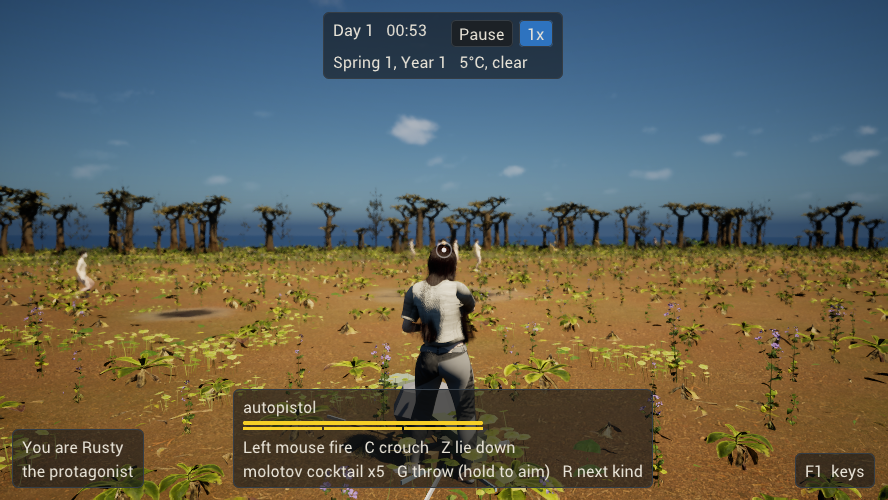 Day 1 00:53 Pause 1x
Spring 1, Year 1 5°C, clear
autopistol
Left mouse fire C crouch Z lie down
molotov cocktail x5 G throw (hold to aim) R next kind
You are Rusty
the protagonist
F1 keys